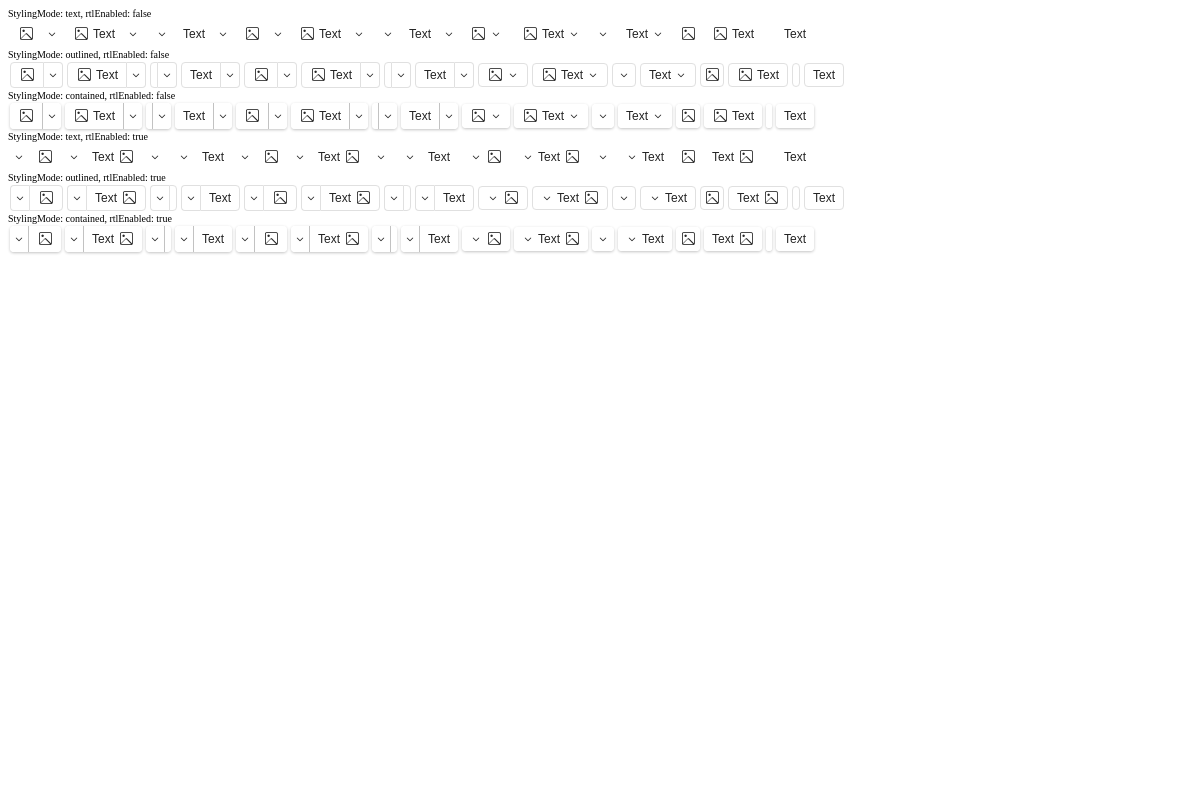 StylingMode: text, rtlEnabled: false
Text Text Text Text Text Text Text Text
StylingMode: outlined, rtlEnabled: false
Text Text Text Text Text Text Text Text
StylingMode: contained, rtlEnabled: false
Text Text Text Text Text Text Text Text
StylingMode: text, rtlEnabled: true
Text Text Text Text Text Text Text Text
StylingMode: outlined, rtlEnabled: true
Text Text Text Text Text Text Text Text
StylingMode: contained, rtlEnabled: true
Text Text Text Text Text Text Text Text